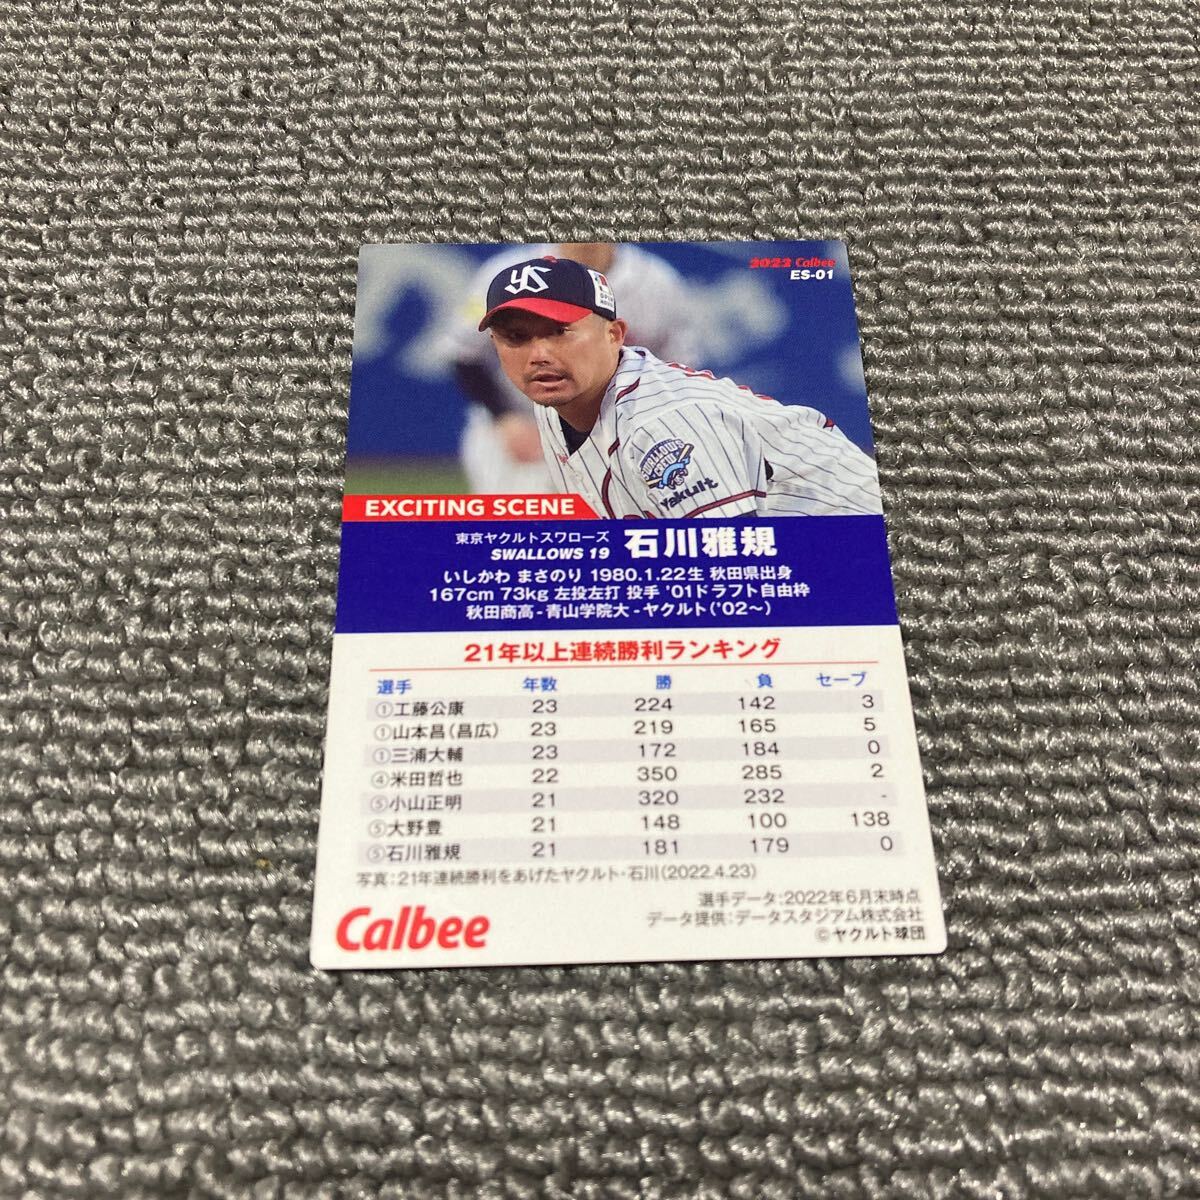 2023 Calbee
ES-01
YS
SWALLOWS CREW
Yakult
EXCITING SCENE
東京ヤクルトスワローズ
SWALLOWS 19
石川雅規
いしかわ まさのり 1980.1.22生 秋田県出身
167cm 73kg 左投左打 投手 '01ドラフト自由枠
秋田商高-青山学院大-ヤクルト('02〜)
21年以上連続勝利ランキング
選手 年数 勝 負 セーブ
①工藤公康 23 224 142 3
①山本昌(昌広) 23 219 165 5
①三浦大輔 23 172 184 0
④米田哲也 22 350 285 2
⑤小山正明 21 320 232 -
⑤大野豊 21 148 100 138
⑤石川雅規 21 181 179 0
写真:21年連続勝利をあげたヤクルト・石川(2022.4.23)
選手データ:2022年6月末時点
データ提供:データスタジアム株式会社
©ヤクルト球団
Calbee